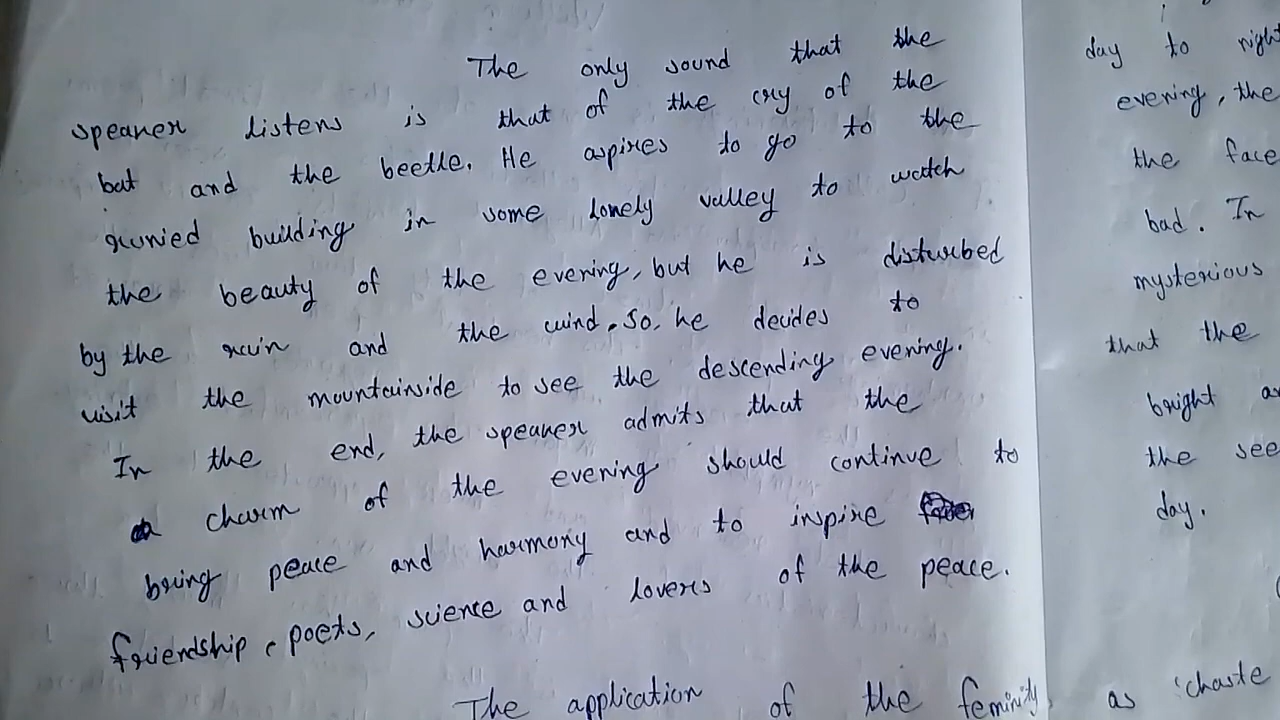 The only sound that the
speaker listens is that of the cry of the
bat and the beetle. He aspires to go to the
runied building in some lonely valley to watch
the beauty of the evening, but he is disturbed
by the rain and the wind. So, he decides to
visit the mountainside to see the descending evening.
In the end, the speaker admits that the
charm of the evening should continue to
bring peace and harmony and to inspire
friendship, poets, science and lovers of the peace.
The application of the feminity as 'chaste
day to night
evening, the
the face
bad. In
mysterious
that the
bright
the see
day.